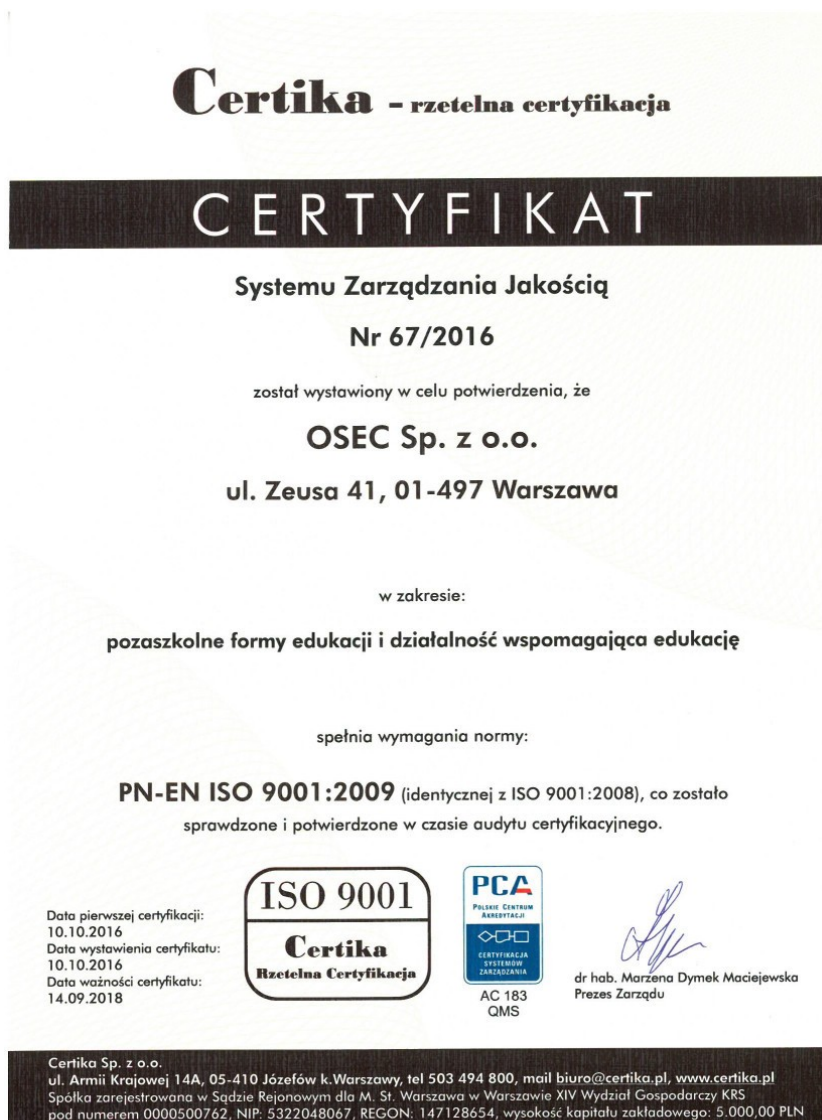 Certika – rzetelna certyfikacja
CERTYFIKAT
Systemu Zarządzania Jakością
Nr 67/2016
został wystawiony w celu potwierdzenia, że
OSEC Sp. z o.o.
ul. Zeusa 41, 01-497 Warszawa
w zakresie:
pozaszkolne formy edukacji i działalność wspomagająca edukację
spełnia wymagania normy:
PN-EN ISO 9001:2009 (identycznej z ISO 9001:2008), co zostało
sprawdzone i potwierdzone w czasie audytu certyfikacyjnego.
Data pierwszej certyfikacji:
10.10.2016
Data wystawienia certyfikatu:
10.10.2016
Data ważności certyfikatu:
14.09.2018
ISO 9001
Certika
Rzetelna Certyfikacja
PCA
POLSKIE CENTRUM
AKREDYTACJI
CERTYFIKACJA
SYSTEMÓW
ZARZĄDZANIA
AC 183
QMS
dr hab. Marzena Dymek Maciejewska
Prezes Zarządu
Certika Sp. z o.o.
ul. Armii Krajowej 14A, 05-410 Józefów k.Warszawy, tel 503 494 800, mail biuro@certika.pl, www.certika.pl
Spółka zarejestrowana w Sądzie Rejonowym dla M. St. Warszawa w Warszawie XIV Wydział Gospodarczy KRS
pod numerem 0000500762, NIP: 5322048067, REGON: 147128654, wysokość kapitału zakładowego 5.000,00 PLN